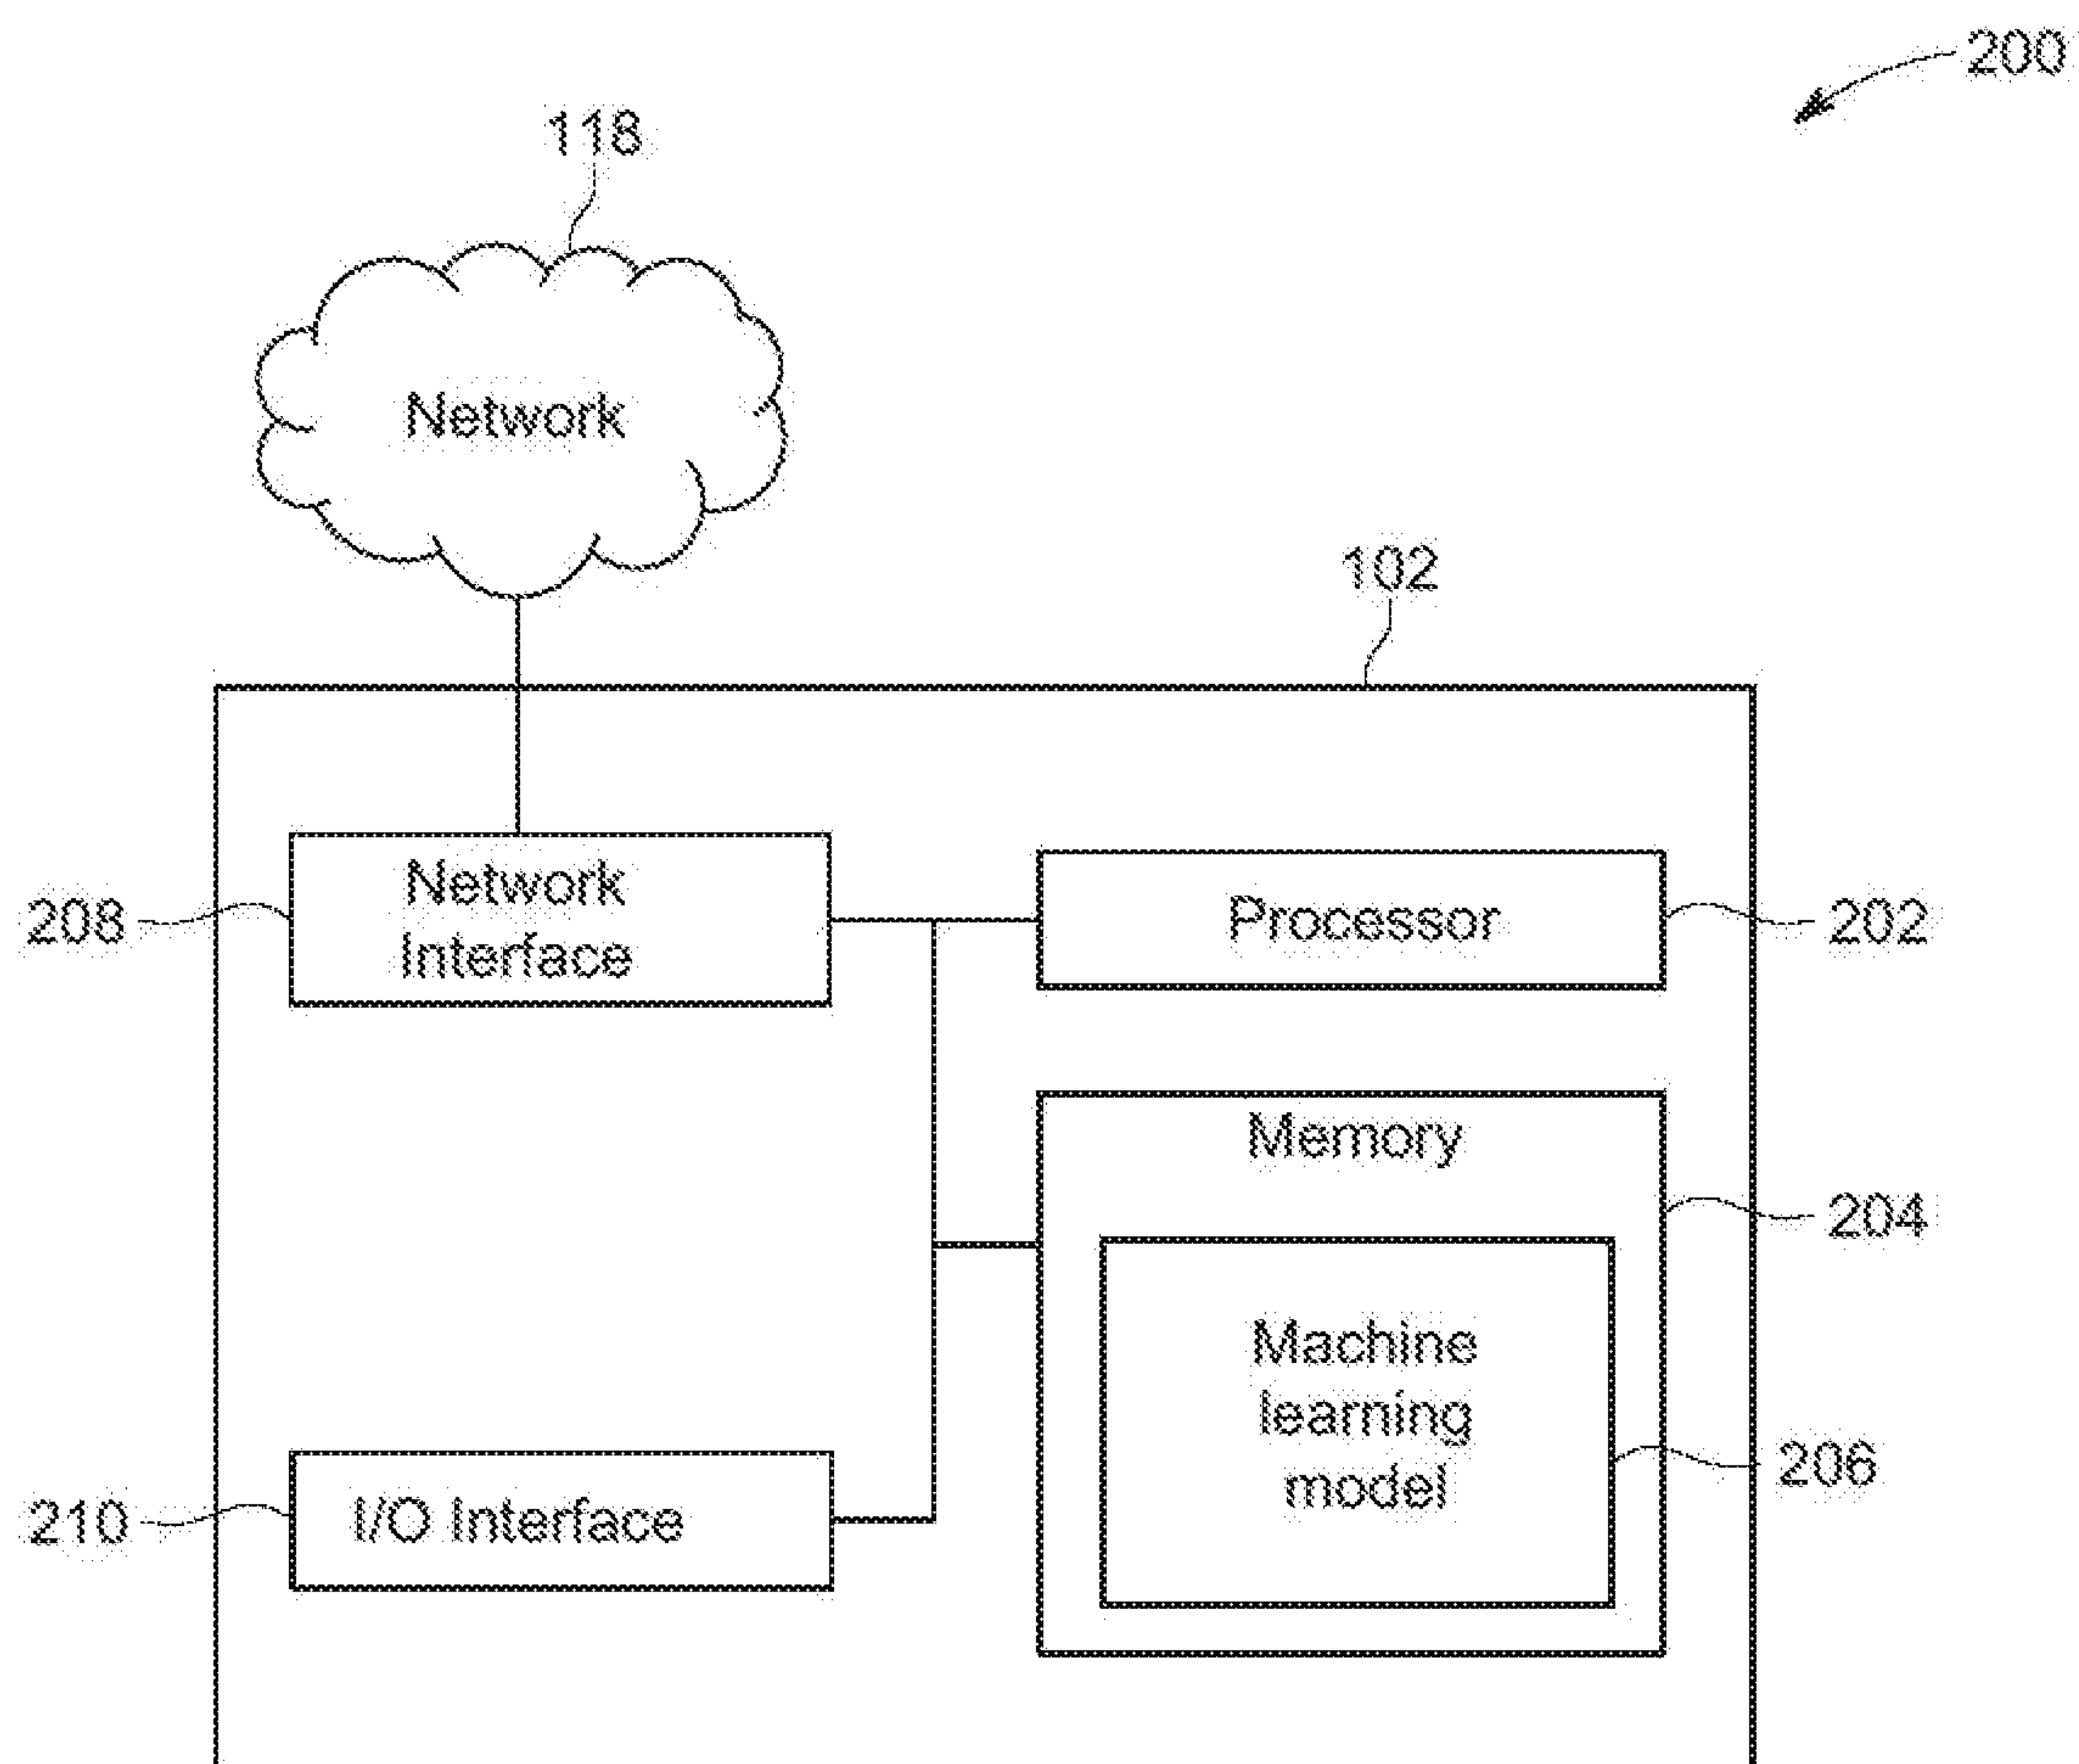 200
118
Network
102
Network
Interface
208
Processor
202
Memory
204
Machine
learning
model
206
I/O Interface
210